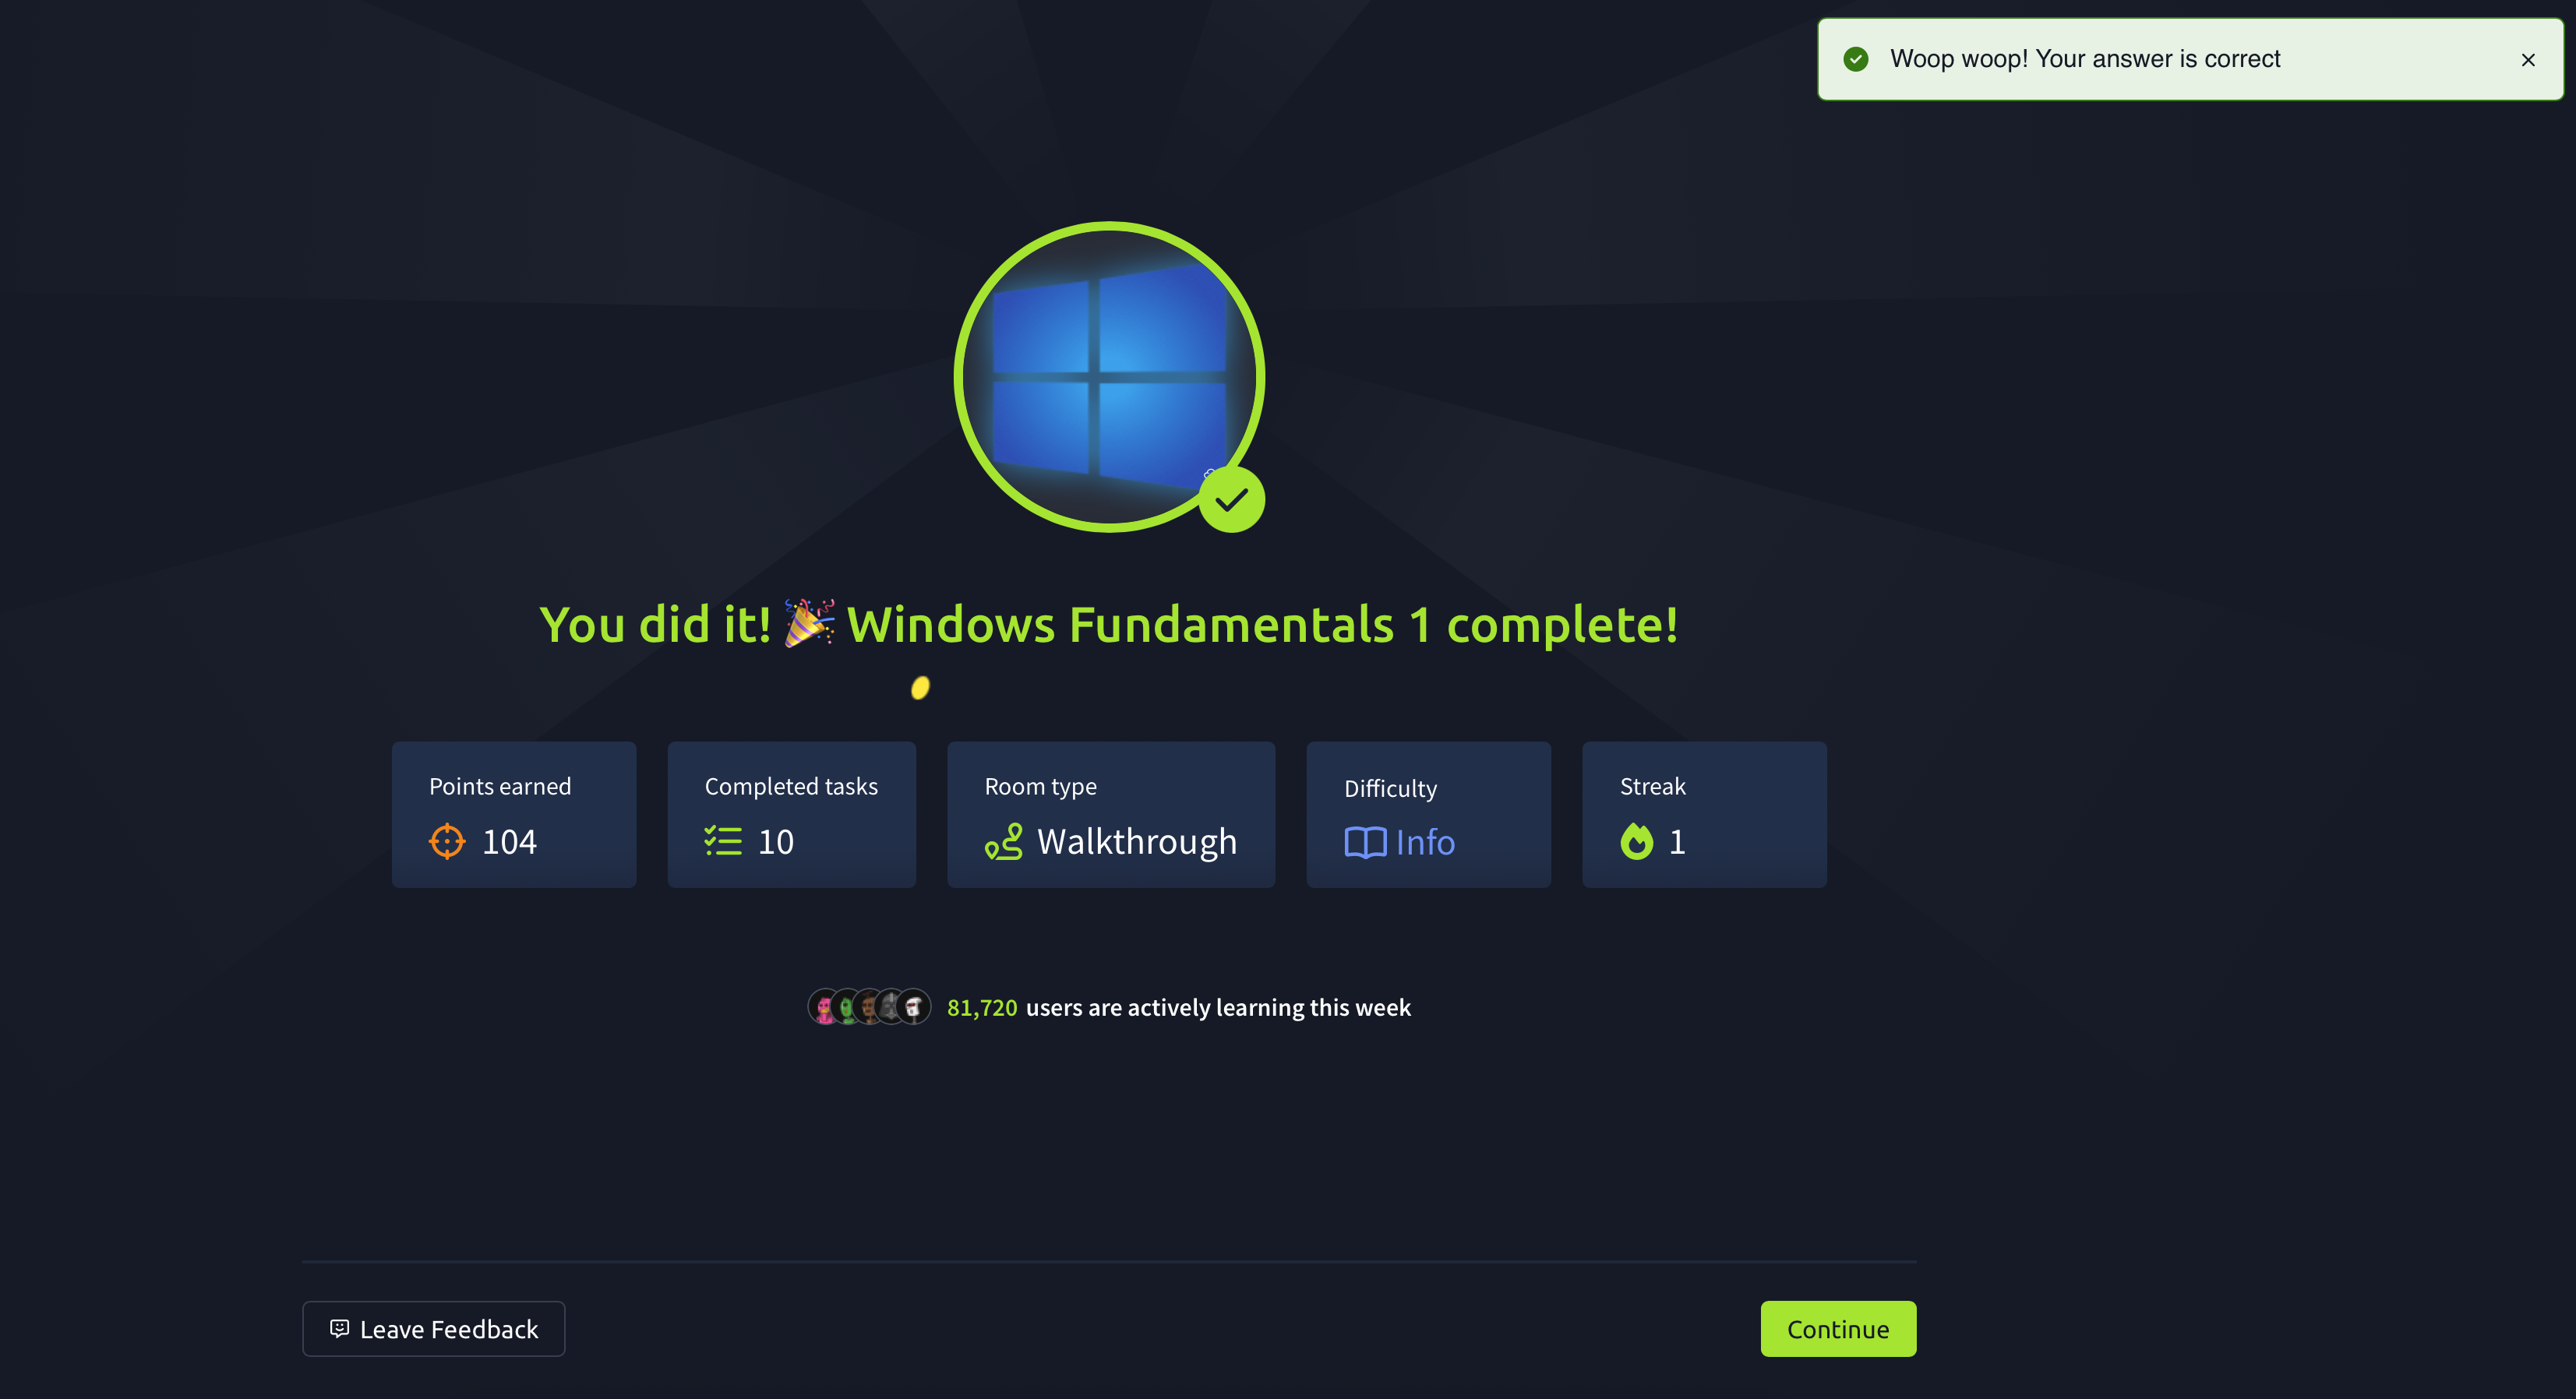 Woop woop! Your answer is correct
You did it! 🎉 Windows Fundamentals 1 complete!
Points earned
104
Completed tasks
10
Room type
Walkthrough
Difficulty
Info
Streak
1
81,720 users are actively learning this week
Leave Feedback
Continue